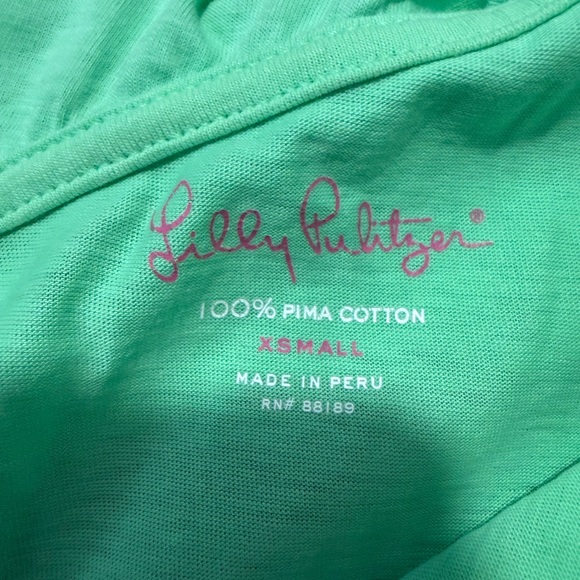 Lilly Pulitzer®
100% PIMA COTTON
XSMALL
MADE IN PERU
RN# 88189